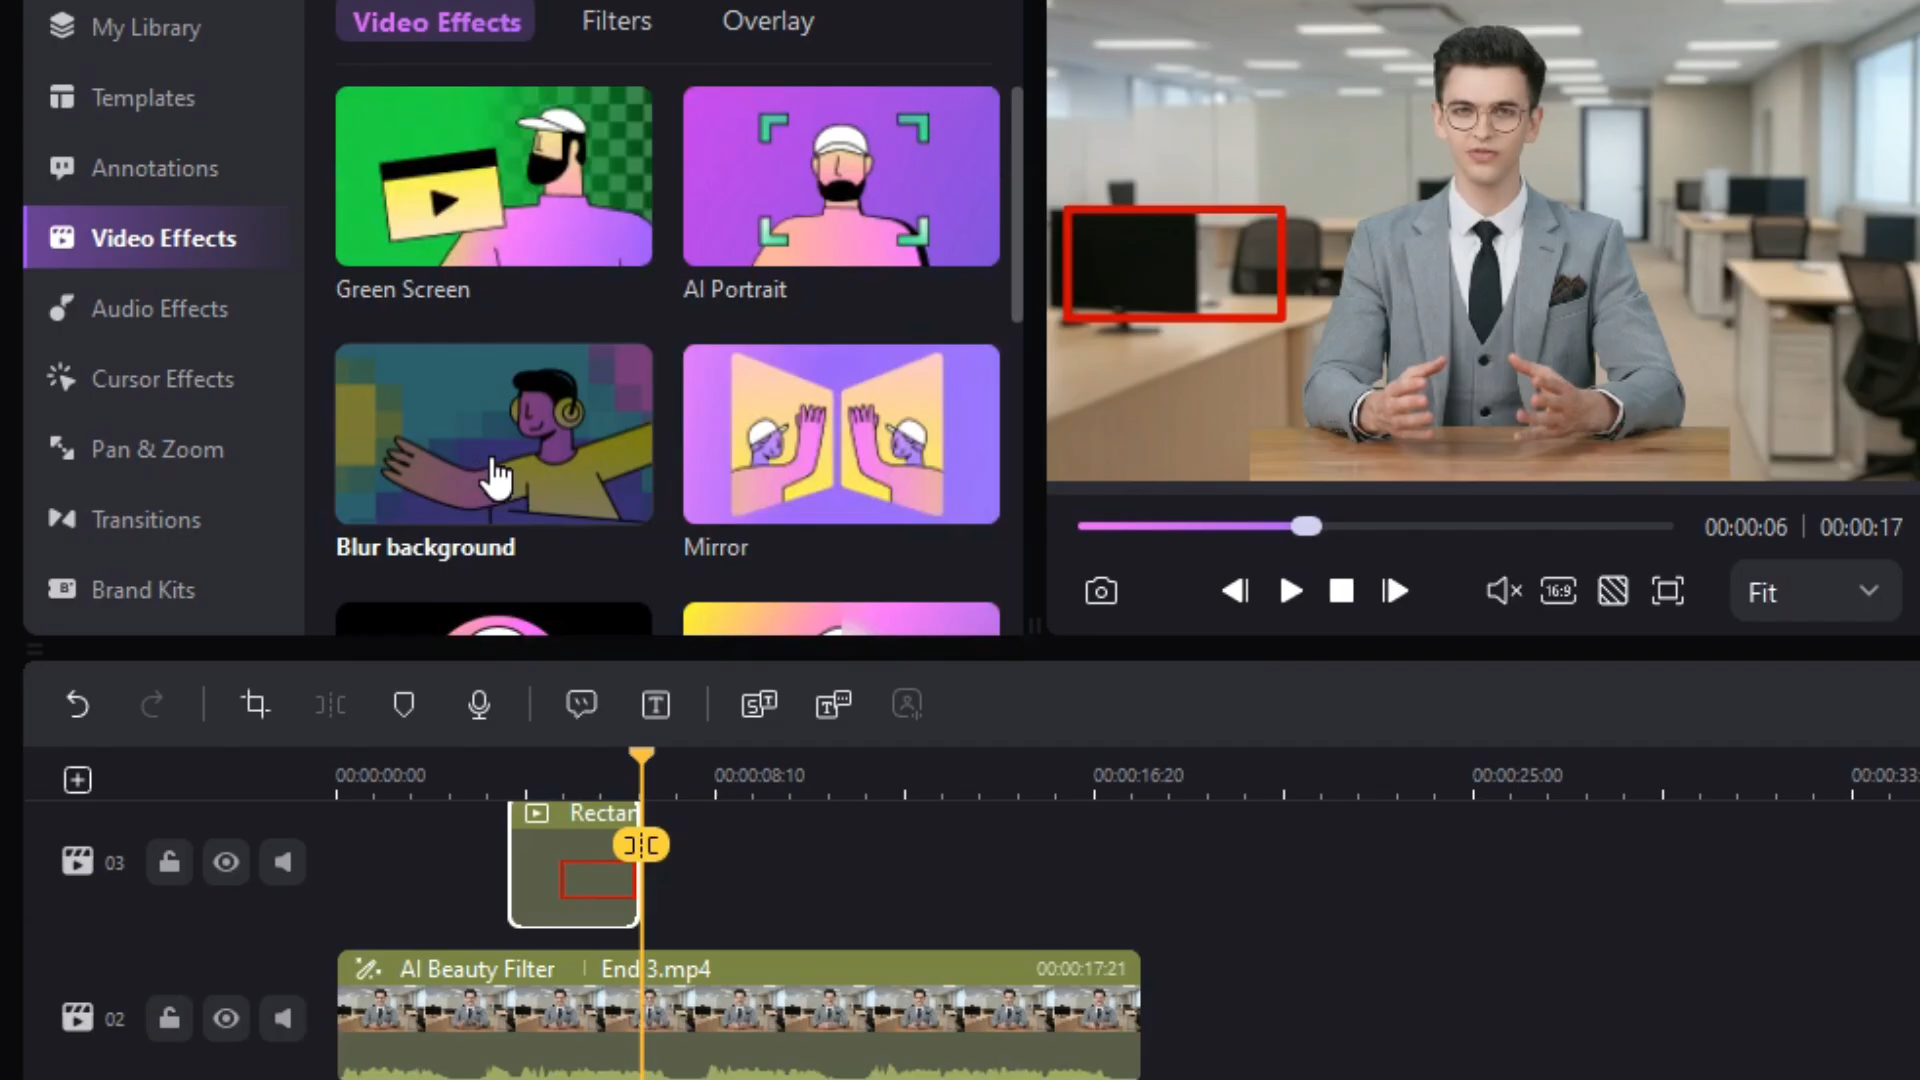 My Library
Templates
Annotations
Video Effects
Audio Effects
Cursor Effects
Pan & Zoom
Transitions
Brand Kits
Video Effects
Filters
Overlay
Green Screen
AI Portrait
Blur background
Mirror
00:00:06 | 00:00:17
16:9
Fit
00:00:00:00
00:00:08:10
00:00:16:20
00:00:25:00
00:00:33:
03
Rectan
02
AI Beauty Filter | End 3.mp4
00:00:17:21